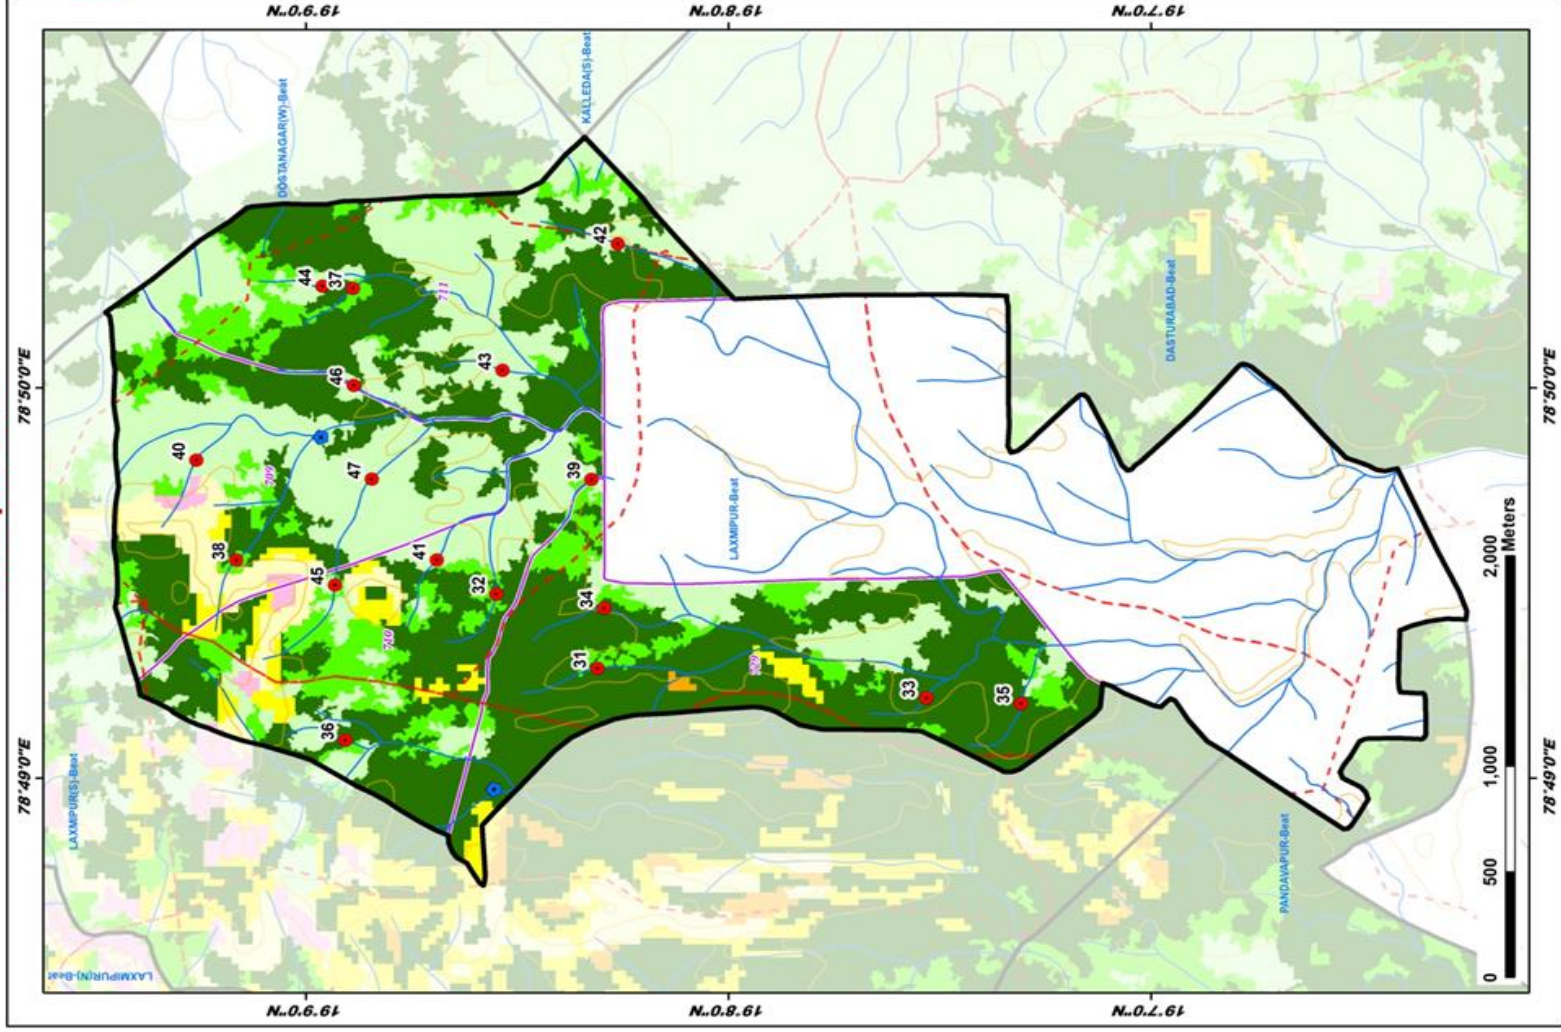 19°9'0"N
19°8'0"N
19°7'0"N
DOSTANAGAR(W)-Beat
KALLEDA(S)-Beat
44
37
42
711
78°50'0"E
78°50'0"E
46
43
DASTURABAD-Beat
40
709
47
39
LAXMIPUR-Beat
38
45
41
32
34
710
31
33
35
36
78°49'0"E
78°49'0"E
LAXMIPUR(S)-Beat
PANDAVAPUR-Beat
LAXMIPUR(N)-Beat
0 500 1,000 2,000
Meters
19°9'0"N
19°8'0"N
19°7'0"N